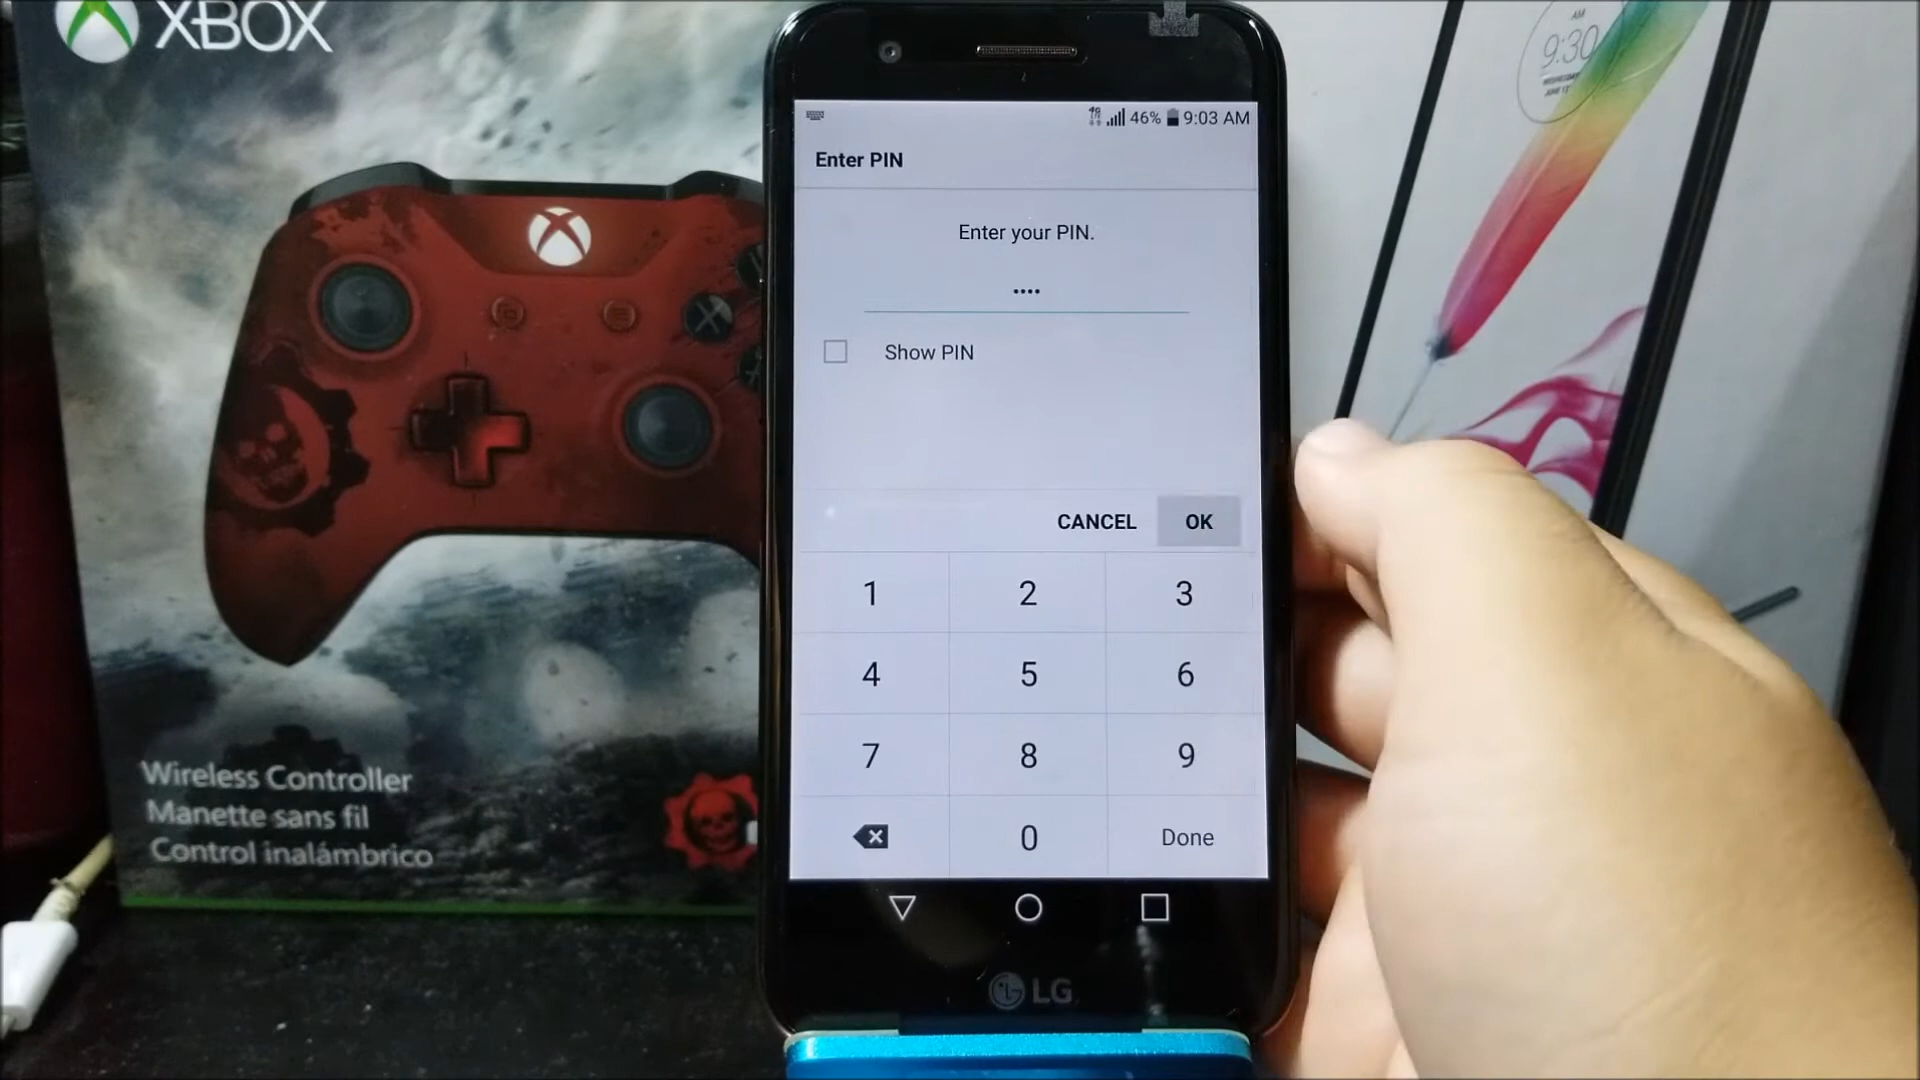 XBOX
Wireless Controller
Manette sans fil
Control inalámbrico
46% 9:03 AM
Enter PIN
Enter your PIN.
••••
Show PIN
CANCEL OK
1 2 3
4 5 6
7 8 9
0 Done
LG
AM
9:30